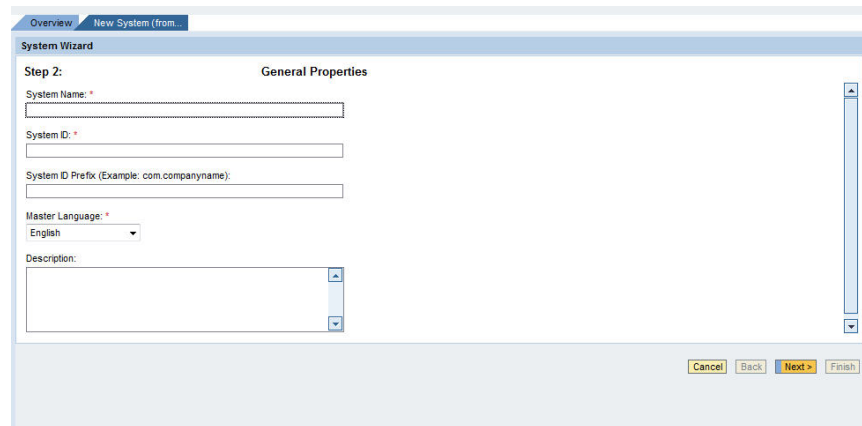 Overview New System (from...
System Wizard
Step 2: General Properties
System Name: *
System ID: *
System ID Prefix (Example: com.companyname):
Master Language: *
English
Description:
Cancel Back Next > Finish